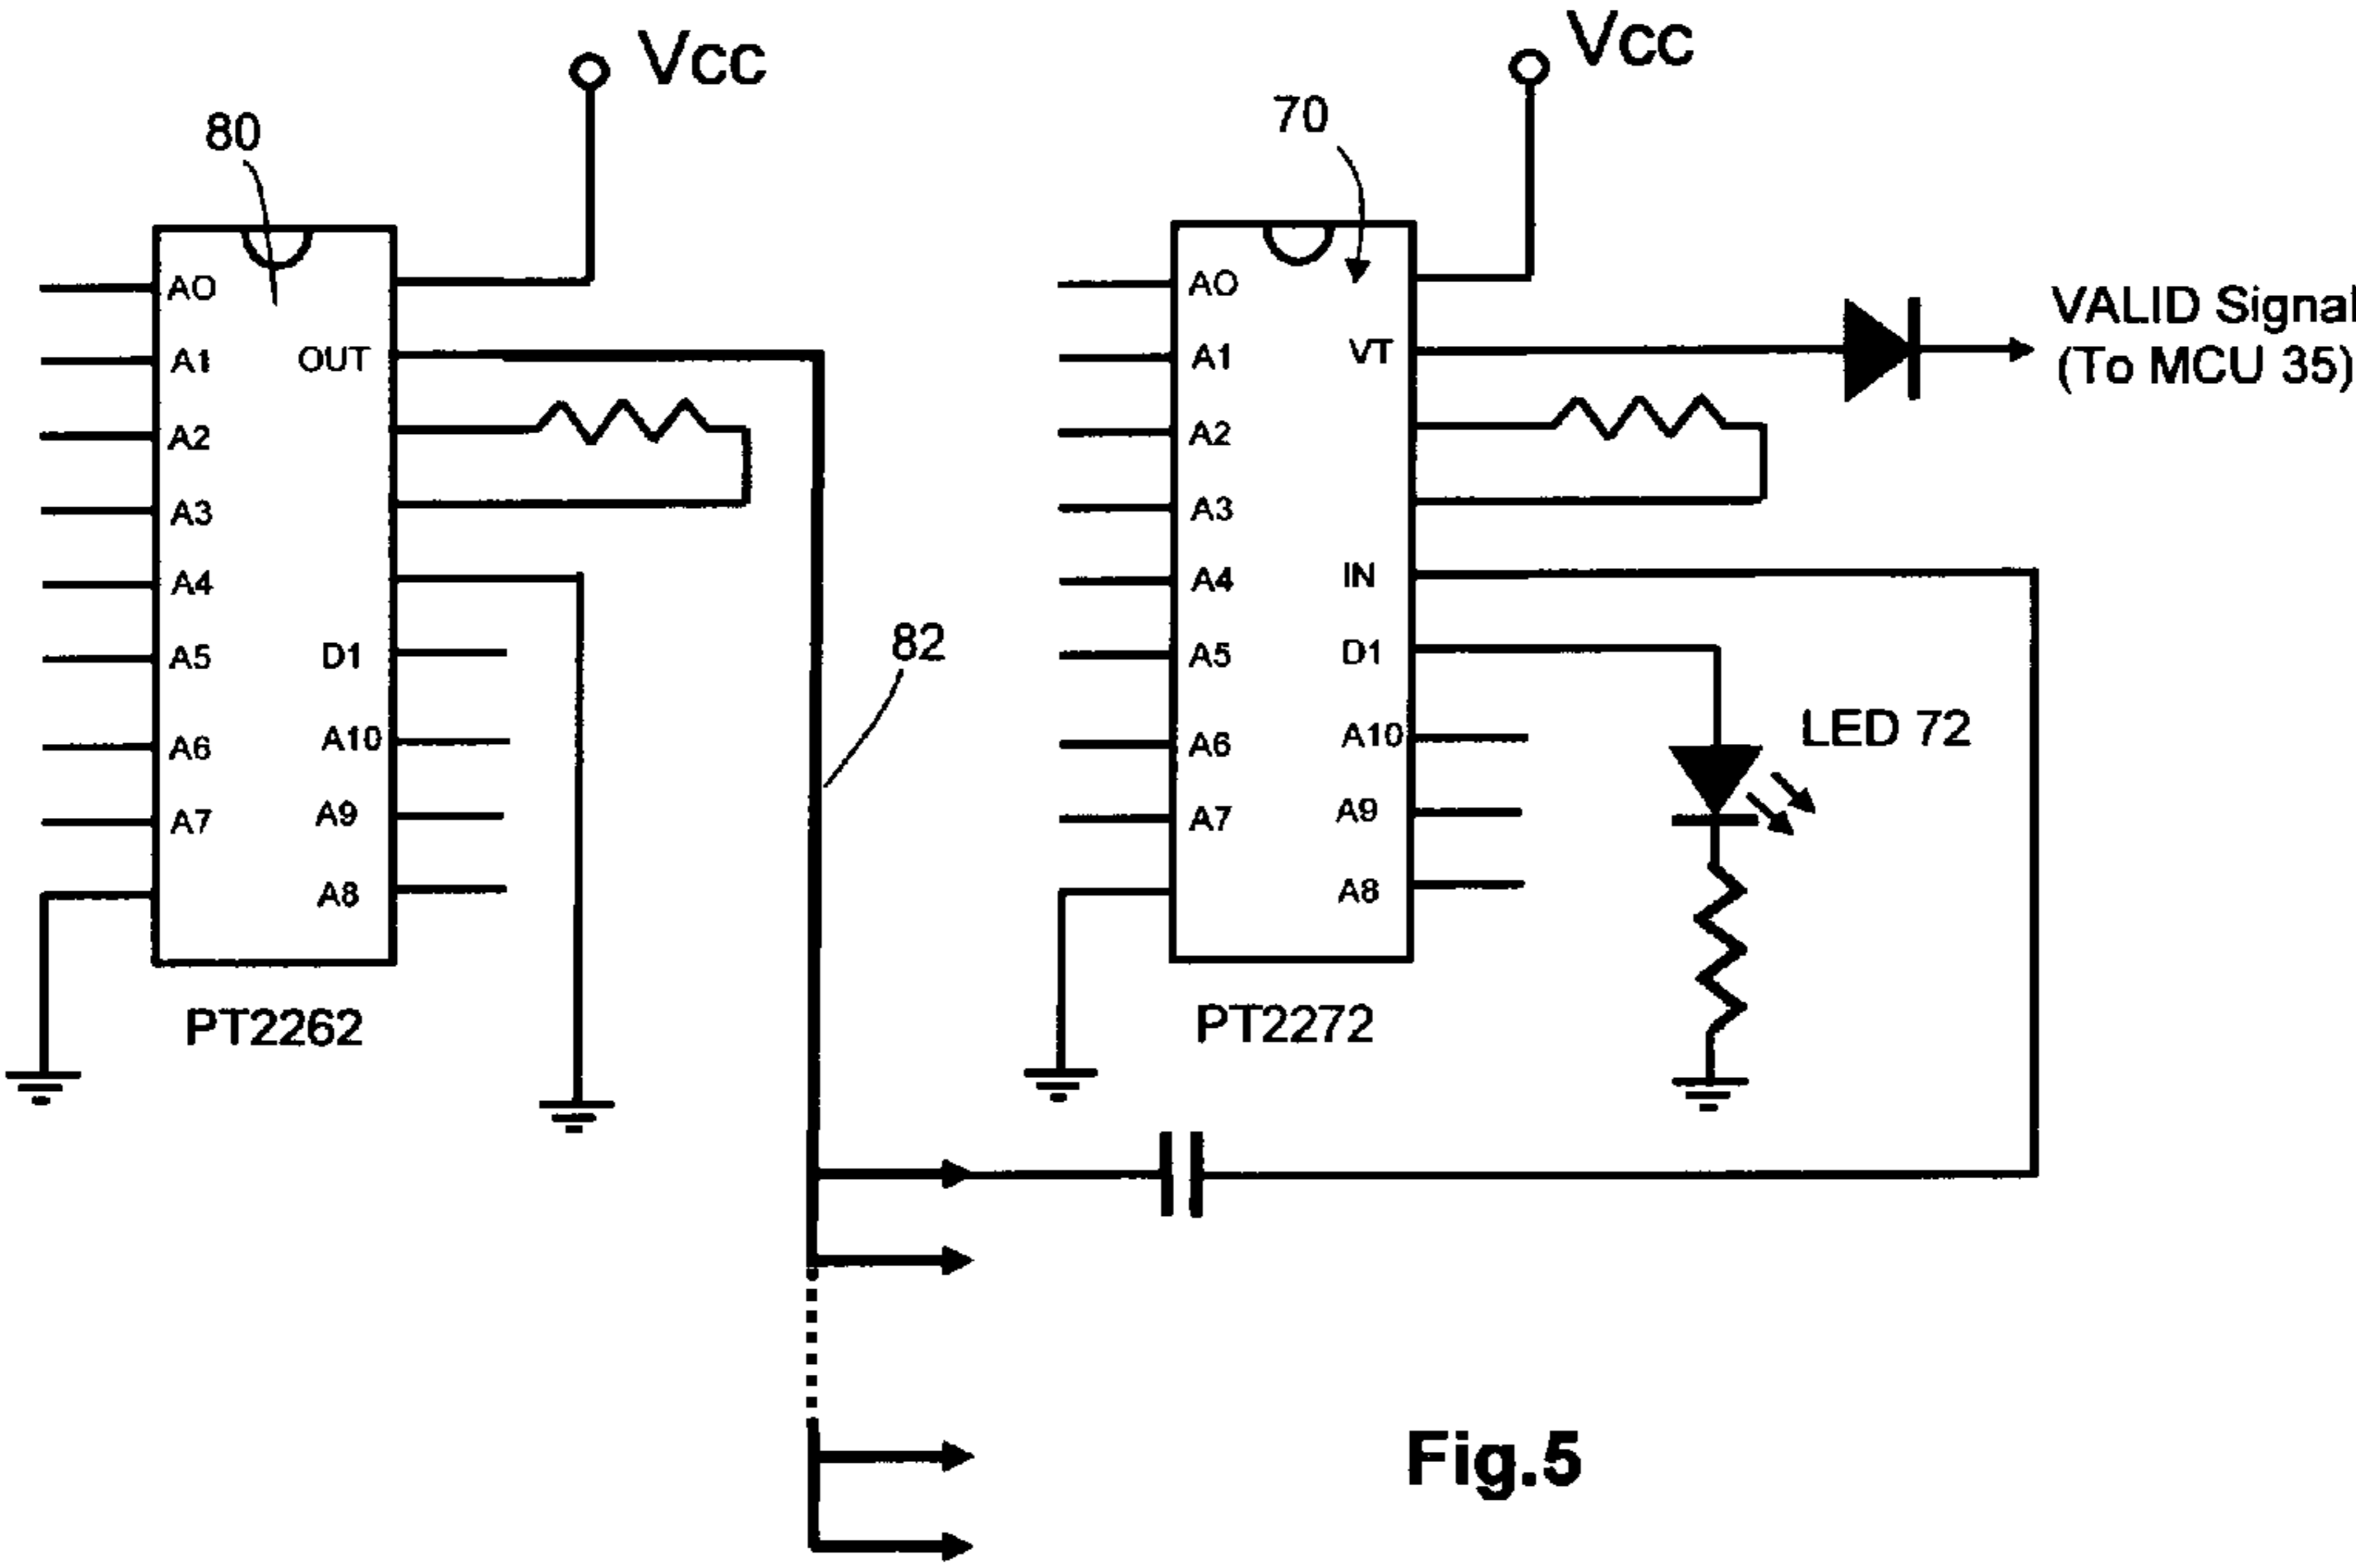 Vcc
80
AO
A1
A2
A3
A4
A5
A6
A7
OUT
D1
A10
A9
A8
PT2262
82
Vcc
70
AO
A1
A2
A3
A4
A5
A6
A7
VT
IN
D1
A10
A9
A8
PT2272
VALID Signal
(To MCU 35)
LED 72
Fig.5